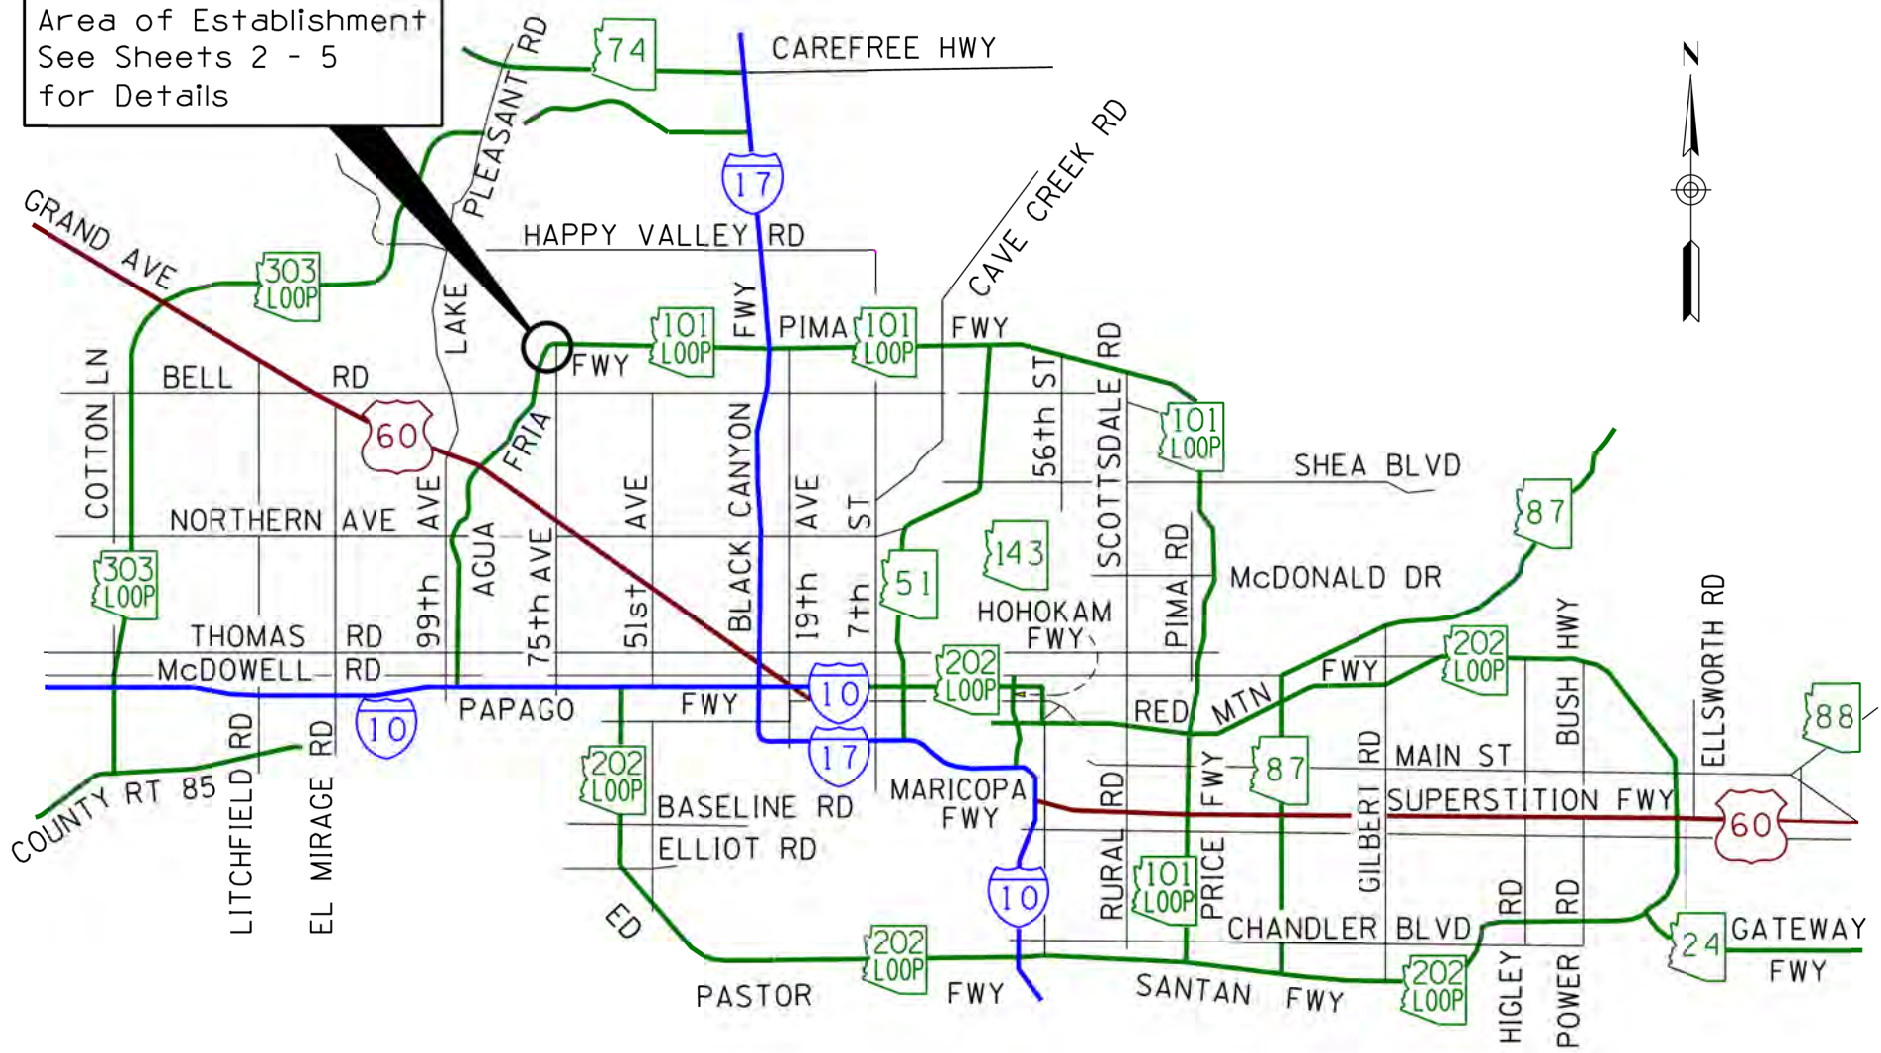 Area of Establishment
See Sheets 2 - 5
for Details
74
CAREFREE HWY
N
LAKE PLEASANT RD
17
CAVE CREEK RD
GRAND AVE
HAPPY VALLEY RD
303
LOOP
101
LOOP
FWY
PIMA
101
LOOP
FWY
FWY
COTTON LN
BELL RD
60
AGUA FRIA
56th ST
SCOTTSDALE RD
101
LOOP
SHEA BLVD
87
NORTHERN AVE
99th AVE
75th AVE
51st AVE
BLACK CANYON
19th AVE
7th ST
51
143
PIMA RD
McDONALD DR
303
LOOP
HOHOKAM
FWY
THOMAS RD
McDOWELL RD
202
LOOP
202
LOOP
FWY
BUSH HWY
ELLSWORTH RD
10
PAPAGO FWY
10
RED MTN
88
17
202
LOOP
87
MAIN ST
COUNTY RT 85
LITCHFIELD RD
EL MIRAGE RD
BASELINE RD
ELLIOT RD
MARICOPA
FWY
SUPERSTITION FWY
60
GILBERT RD
RURAL RD
PRICE FWY
10
101
LOOP
CHANDLER BLVD
HIGLEY RD
POWER RD
24
GATEWAY
FWY
ED PASTOR FWY
202
LOOP
SANTAN FWY
202
LOOP